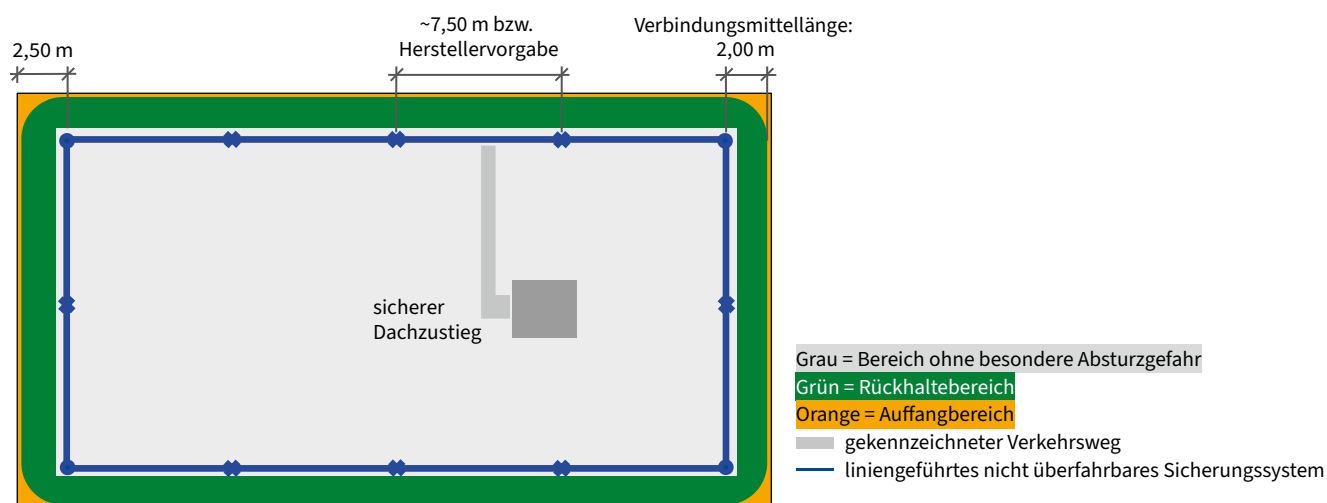 ~7,50 m bzw.
Herstellervorgabe
Verbindungsmittellänge:
2,00 m
2,50 m
sicherer
Dachzustieg
Grau = Bereich ohne besondere Absturzgefahr
Grün = Rückhaltebereich
Orange = Auffangbereich
gekennzeichneter Verkehrsweg
liniengeführtes nicht überfahrbares Sicherungssystem